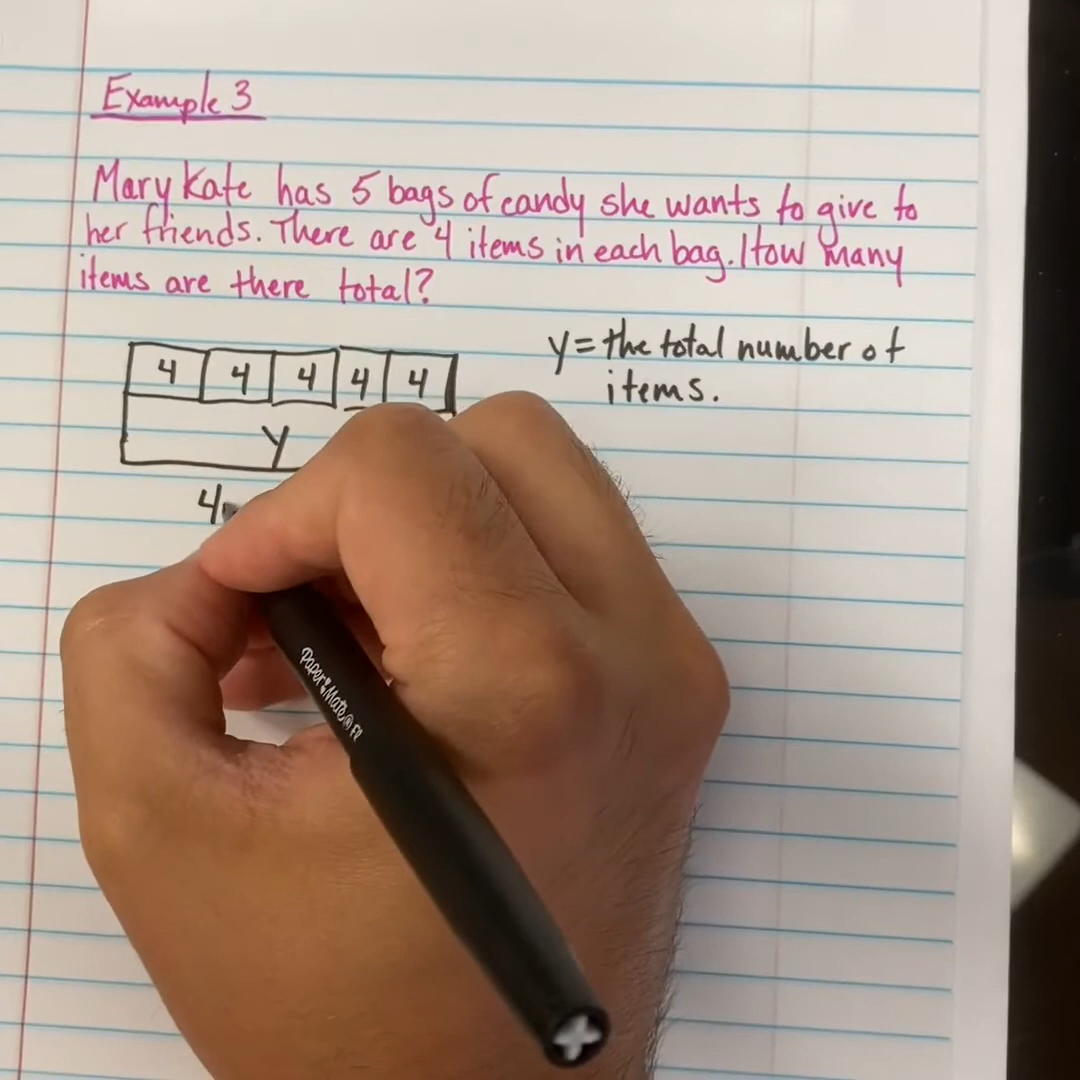 Example 3
Mary Kate has 5 bags of candy she wants to give to
her friends. There are 4 items in each bag. How many
items are there total?
4 4 4 4 4
y
y = the total number of
items.
4
Paper Mate®